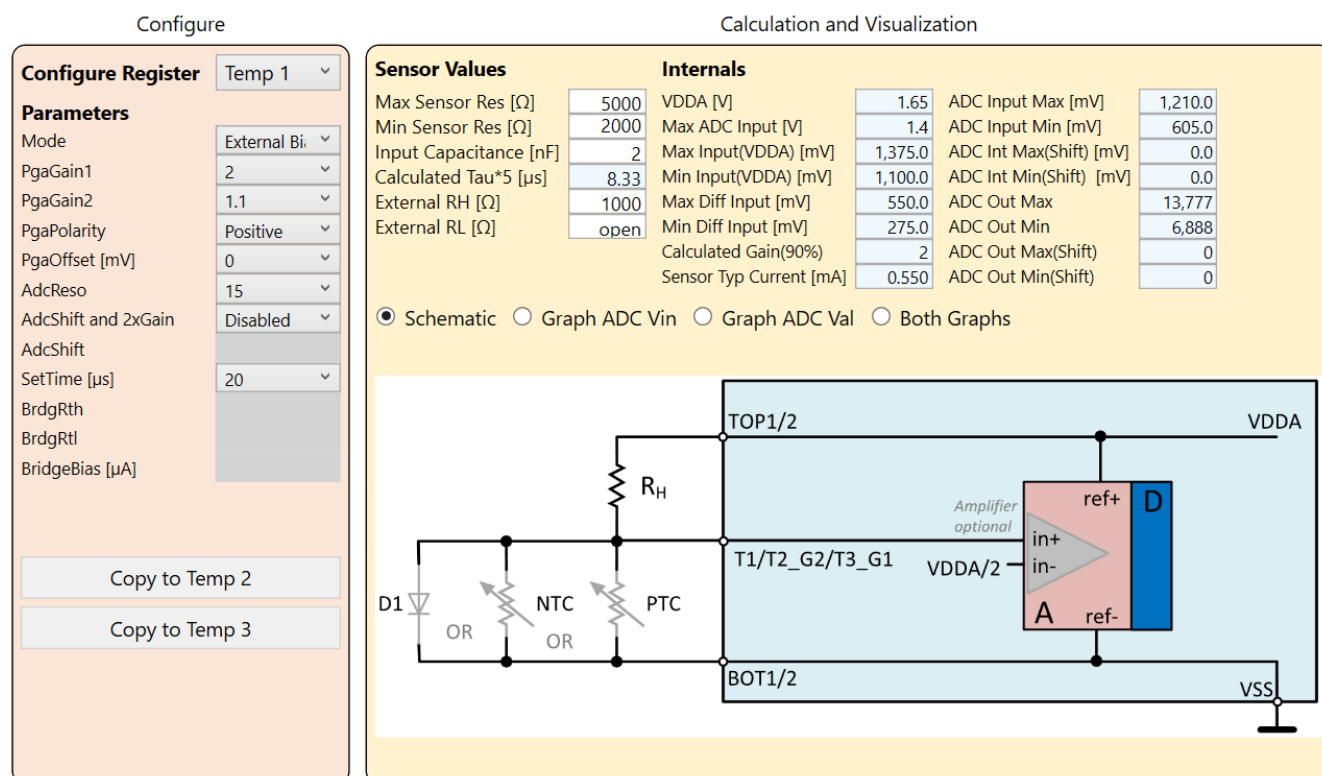 Configure
Calculation and Visualization
Configure Register Temp 1
Parameters
Mode External Bi
PgaGain1 2
PgaGain2 1.1
PgaPolarity Positive
PgaOffset [mV] 0
AdcReso 15
AdcShift and 2xGain Disabled
AdcShift
SetTime [µs] 20
BrdgRth
BrdgRtl
BridgeBias [µA]
Copy to Temp 2
Copy to Temp 3
Sensor Values
Max Sensor Res [Ω] 5000
Min Sensor Res [Ω] 2000
Input Capacitance [nF] 2
Calculated Tau*5 [µs] 8.33
External RH [Ω] 1000
External RL [Ω] open
Internals
VDDA [V] 1.65
Max ADC Input [V] 1.4
Max Input(VDDA) [mV] 1,375.0
Min Input(VDDA) [mV] 1,100.0
Max Diff Input [mV] 550.0
Min Diff Input [mV] 275.0
Calculated Gain(90%) 2
Sensor Typ Current [mA] 0.550
ADC Input Max [mV] 1,210.0
ADC Input Min [mV] 605.0
ADC Int Max(Shift) [mV] 0.0
ADC Int Min(Shift) [mV] 0.0
ADC Out Max 13,777
ADC Out Min 6,888
ADC Out Max(Shift) 0
ADC Out Min(Shift) 0
Schematic Graph ADC Vin Graph ADC Val Both Graphs
TOP1/2 VDDA
RH
Amplifier
optional
ref+ D
in+
T1/T2_G2/T3_G1
VDDA/2 in-
D1 NTC PTC
OR
OR
A ref-
BOT1/2
VSS